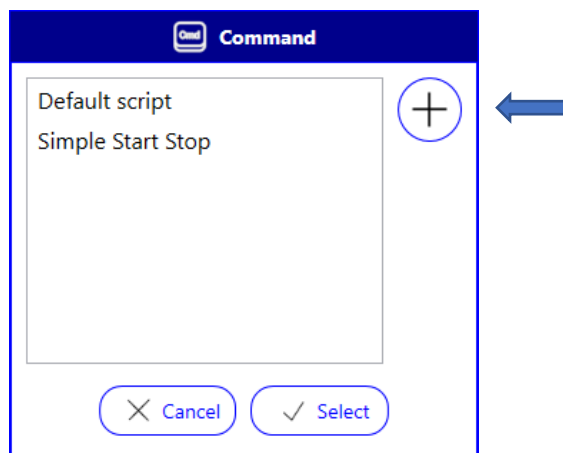 Cmd Command
Default script
Simple Start Stop
Cancel
Select